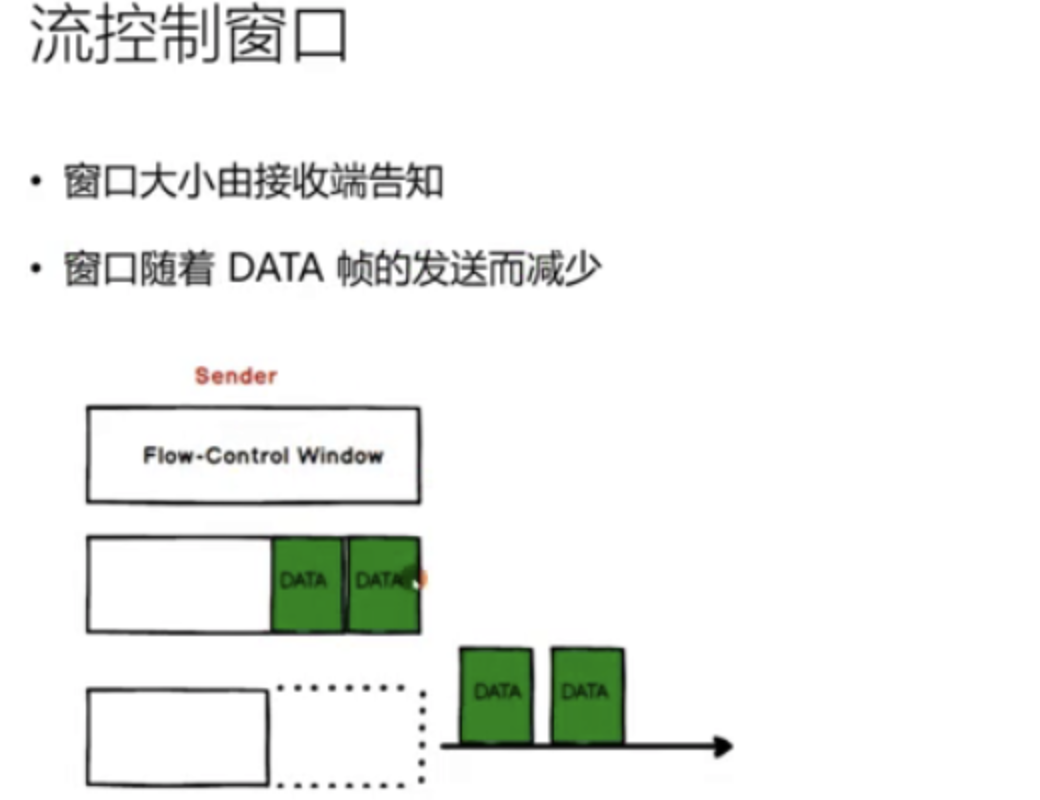 流控制窗口
• 窗口大小由接收端告知
• 窗口随着 DATA 帧的发送而减少
Sender
Flow-Control Window
DATA DATA
DATA DATA